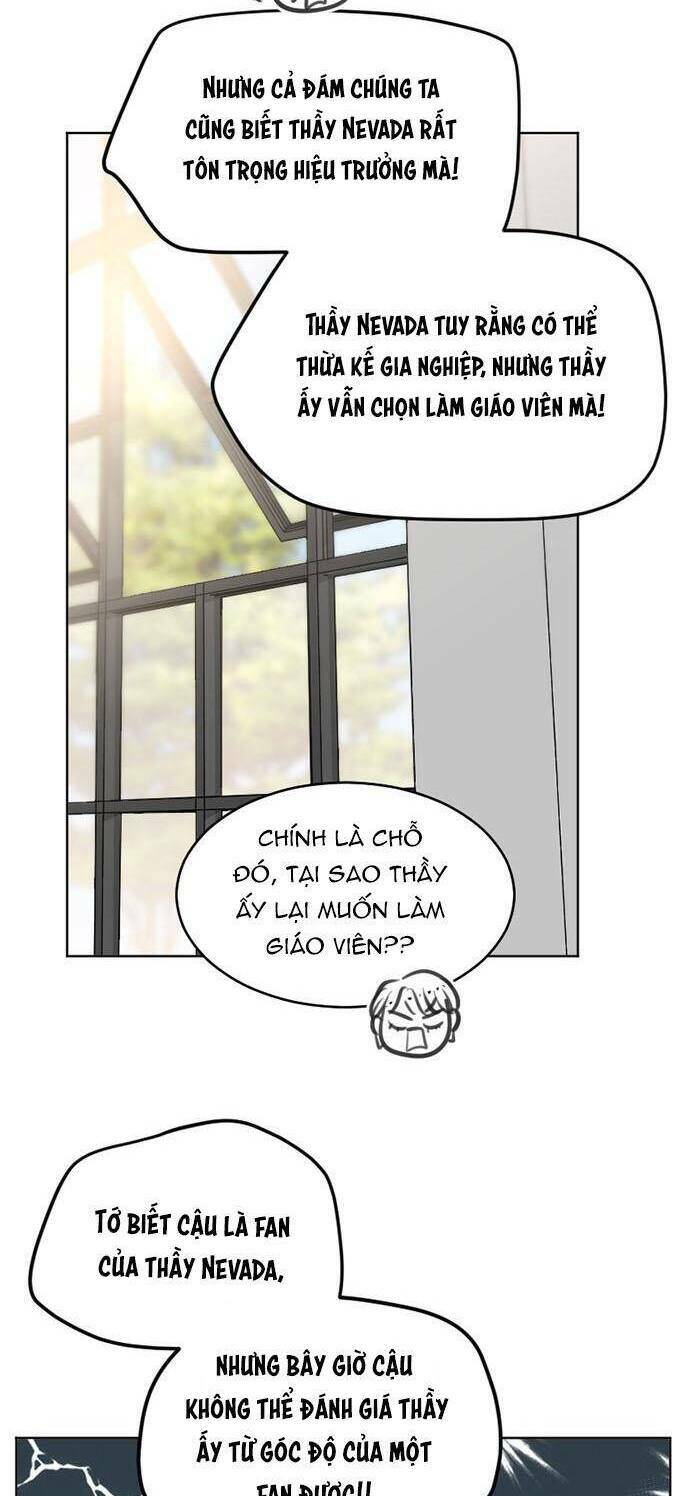 NHƯNG CẢ ĐÁM CHÚNG TA
CŨNG BIẾT THẦY NEVADA RẤT
TÔN TRỌNG HIỆU TRƯỞNG MÀ!
THẦY NEVADA TUY RẰNG CÓ THỂ
THỪA KẾ GIA NGHIỆP, NHƯNG THẦY
ẤY VẪN CHỌN LÀM GIÁO VIÊN MÀ!
CHÍNH LÀ CHỖ
ĐÓ, TẠI SAO THẦY
ẤY LẠI MUỐN LÀM
GIÁO VIÊN??
TỚ BIẾT CẬU LÀ FAN
CỦA THẦY NEVADA,
NHƯNG BÂY GIỜ CẬU
KHÔNG THỂ ĐÁNH GIÁ THẦY
ẤY TỪ GÓC ĐỘ CỦA MỘT
FAN ĐƯỢC!!